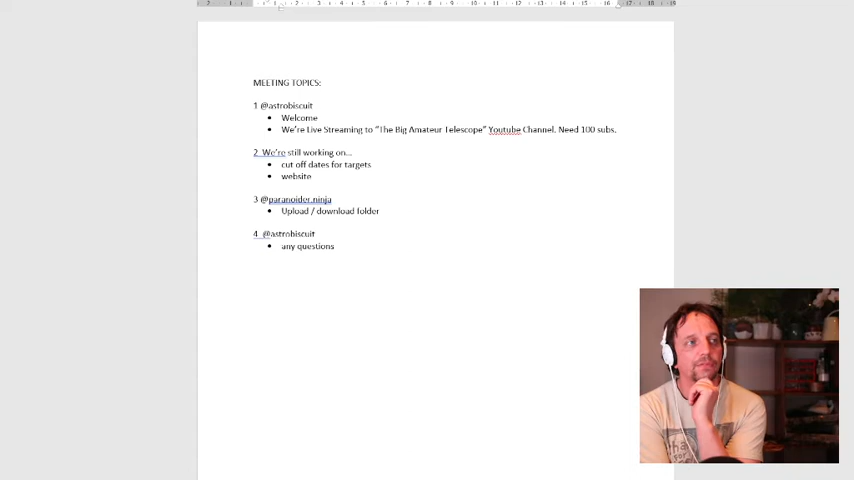 MEETING TOPICS:
1 @astrobiscuit
• Welcome
• We're Live Streaming to "The Big Amateur Telescope" Youtube Channel. Need 100 subs.
2 We're still working on...
• cut off dates for targets
• website
3 @paranoider.ninja
• Upload / download folder
4 @astrobiscuit
• any questions